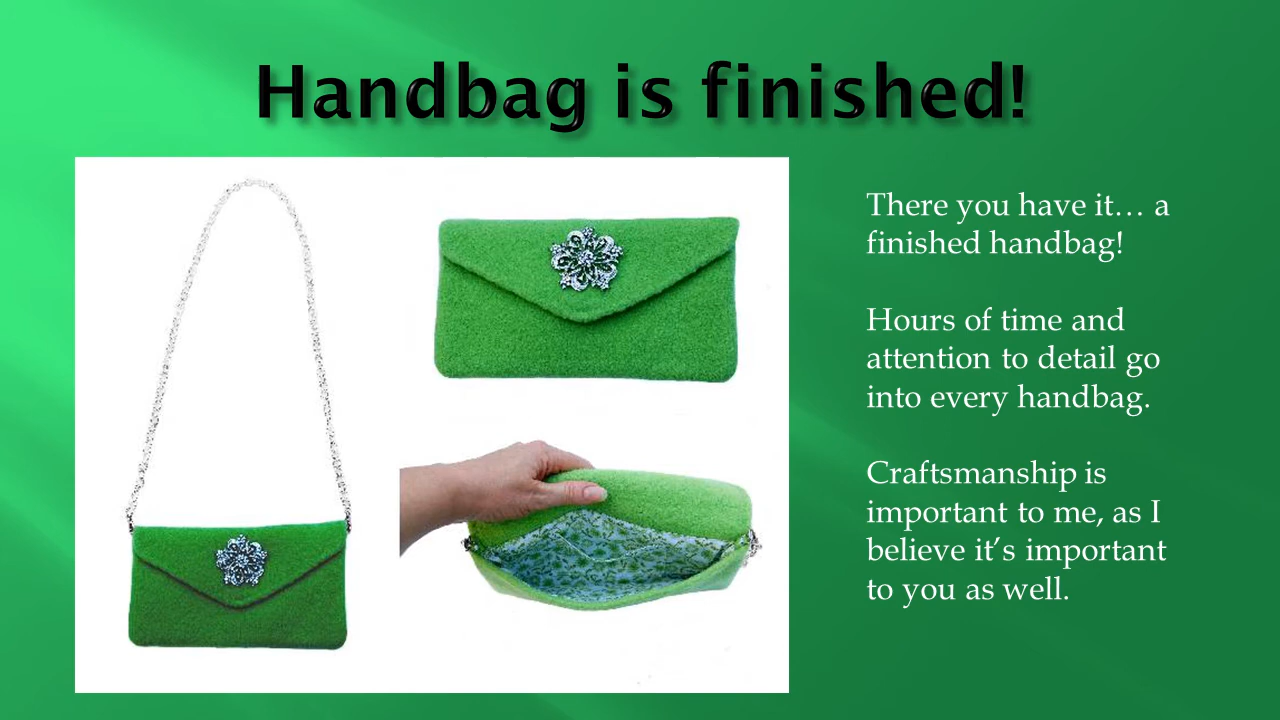 Handbag is finished!
There you have it… a
finished handbag!
Hours of time and
attention to detail go
into every handbag.
Craftsmanship is
important to me, as I
believe it’s important
to you as well.